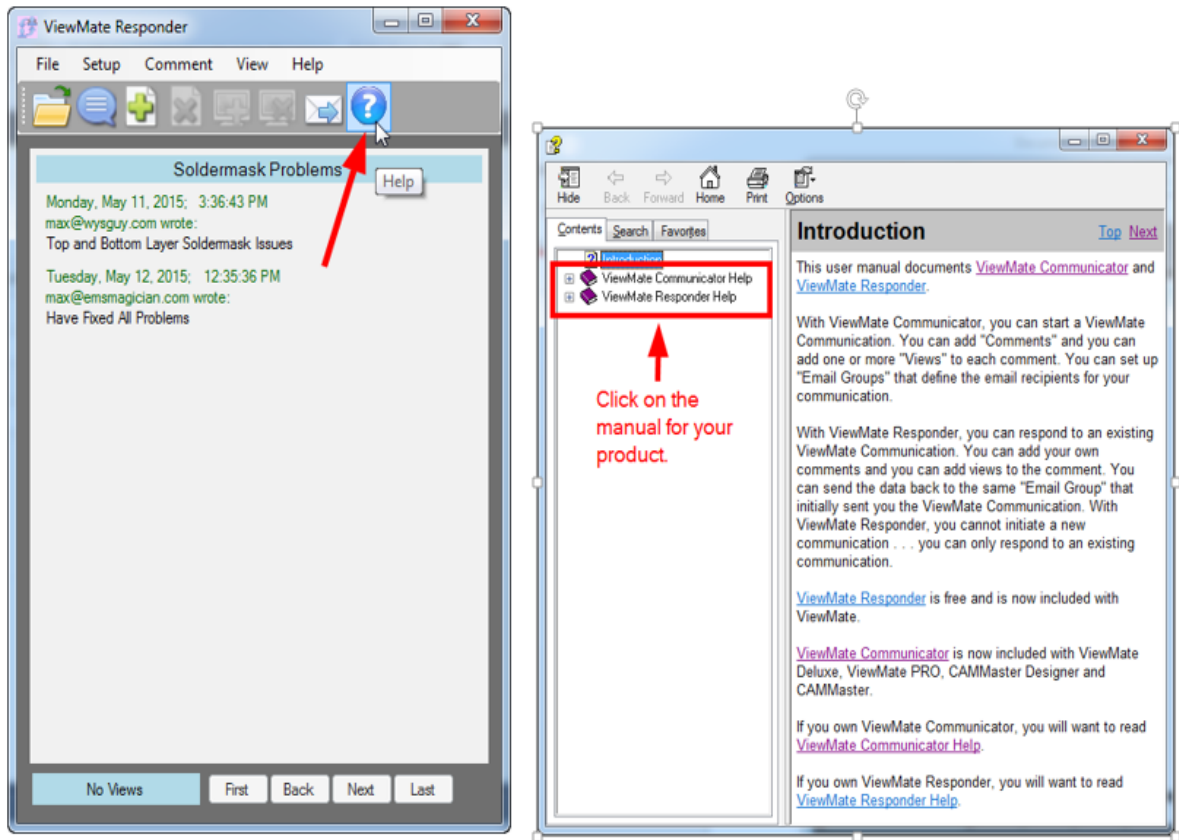 ViewMate Responder
File Setup Comment View Help
Soldermask Problems
Help
Monday, May 11, 2015; 3:36:43 PM
max@wysguy.com wrote:
Top and Bottom Layer Soldermask Issues
Tuesday, May 12, 2015; 12:35:36 PM
max@emsmagician.com wrote:
Have Fixed All Problems
No Views First Back Next Last
Hide Back Forward Home Print Options
Contents Search Favorites
Introduction
ViewMate Communicator Help
ViewMate Responder Help
Click on the
manual for your
product.
Introduction Top Next
This user manual documents ViewMate Communicator and
ViewMate Responder.
With ViewMate Communicator, you can start a ViewMate
Communication. You can add "Comments" and you can
add one or more "Views" to each comment. You can set up
"Email Groups" that define the email recipients for your
communication.
With ViewMate Responder, you can respond to an existing
ViewMate Communication. You can add your own
comments and you can add views to the comment. You
can send the data back to the same "Email Group" that
initially sent you the ViewMate Communication. With
ViewMate Responder, you cannot initiate a new
communication . . . you can only respond to an existing
communication.
ViewMate Responder is free and is now included with
ViewMate.
ViewMate Communicator is now included with ViewMate
Deluxe, ViewMate PRO, CAMMaster Designer and
CAMMaster.
If you own ViewMate Communicator, you will want to read
ViewMate Communicator Help.
If you own ViewMate Responder, you will want to read
ViewMate Responder Help.